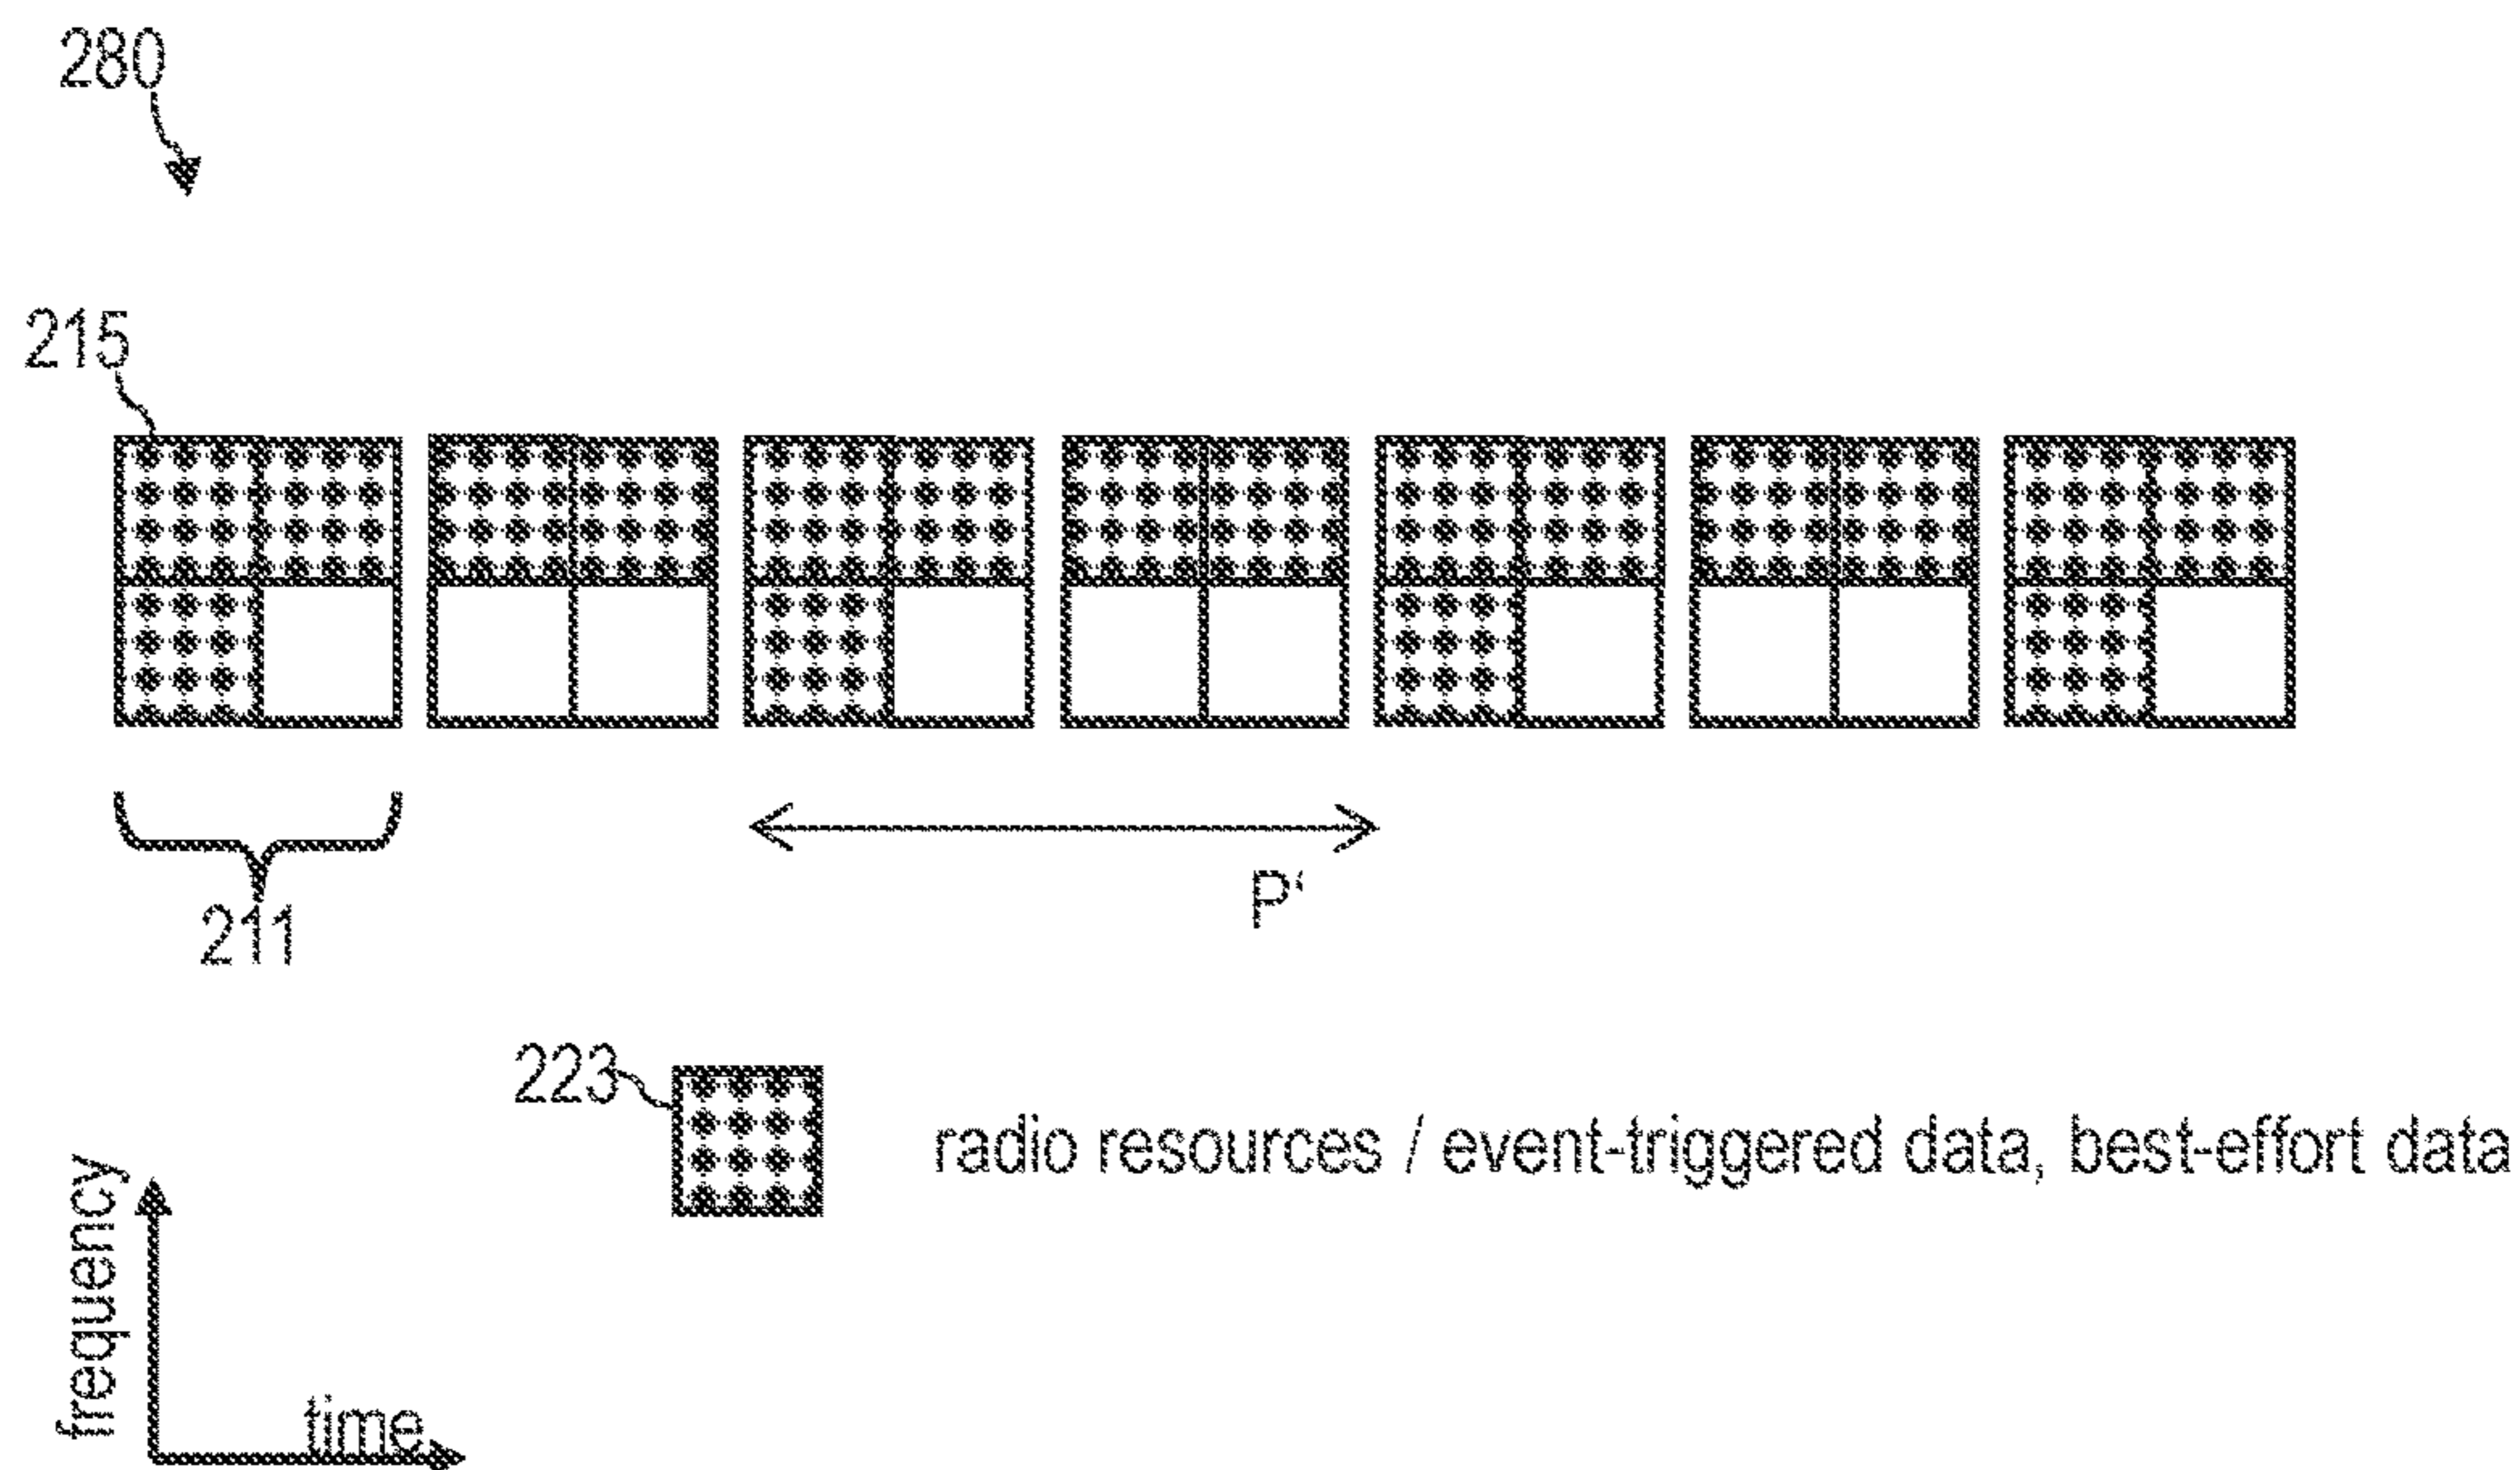 280
215
P‘
211
223
radio resources / event-triggered data, best-effort data
frequency
time